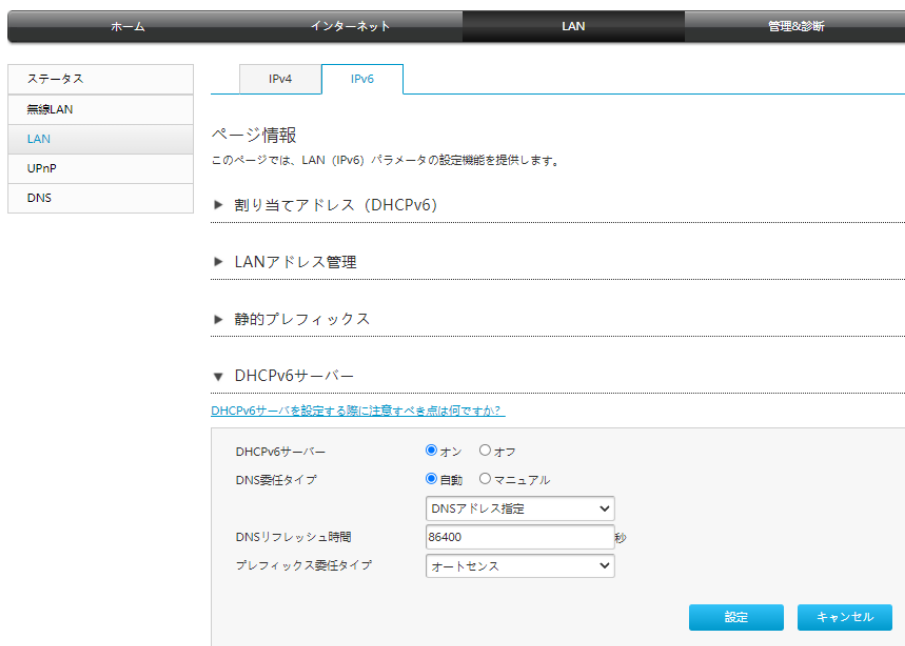 ホーム インターネット LAN 管理&診断
ステータス
無線LAN
LAN
UPnP
DNS
IPv4 IPv6
ページ情報
このページでは、LAN（IPv6）パラメータの設定機能を提供します。
割り当てアドレス（DHCPv6）
LANアドレス管理
静的プレフィックス
DHCPv6サーバー
DHCPv6サーバを設定する際に注意すべき点は何ですか?
DHCPv6サーバー オン オフ
DNS委任タイプ 自動 マニュアル
DNSアドレス指定
DNSリフレッシュ時間 86400 秒
プレフィックス委任タイプ オートセンス
設定 キャンセル